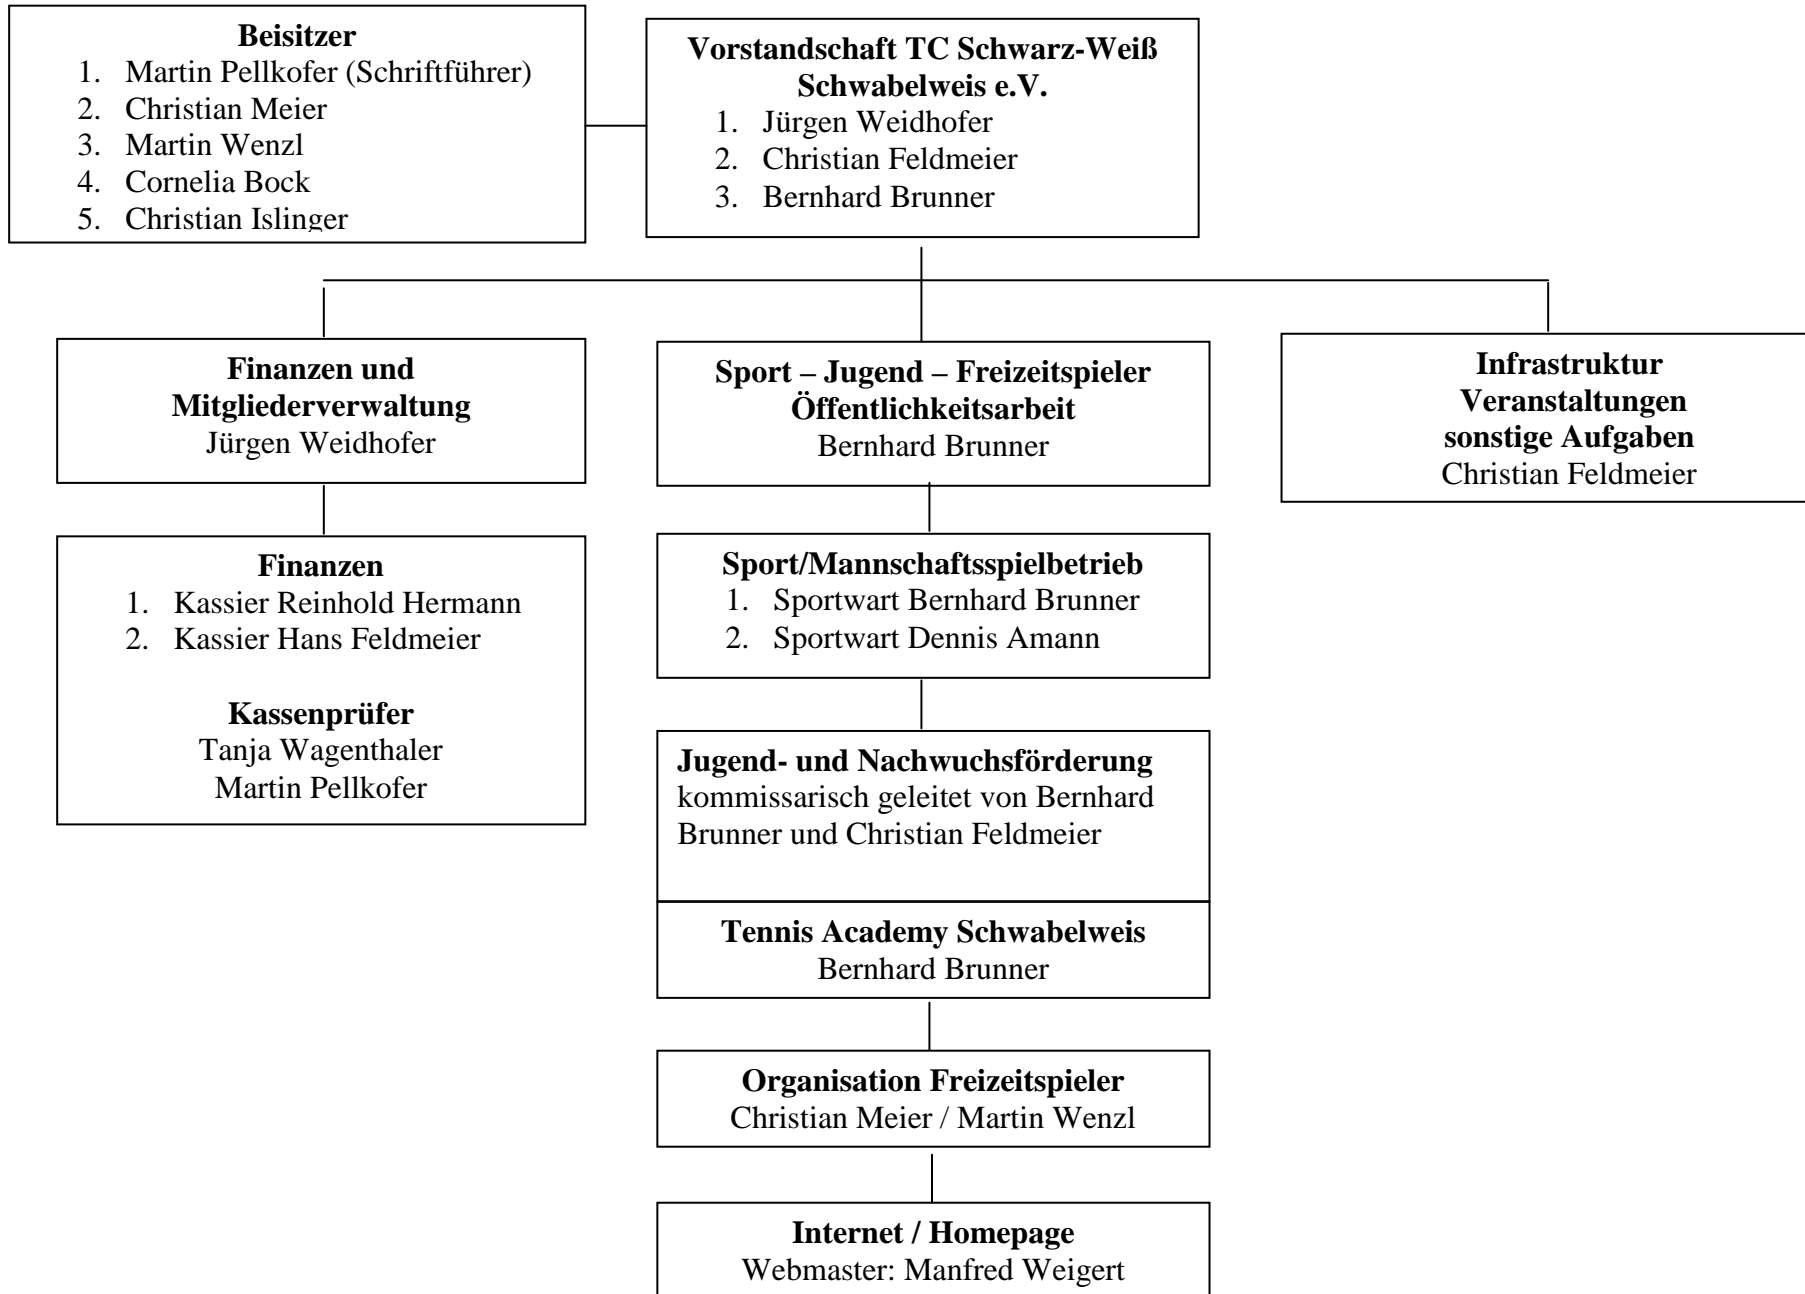 Beisitzer
1. Martin Pellkofer (Schriftführer)
2. Christian Meier
3. Martin Wenzl
4. Cornelia Bock
5. Christian Islinger
Vorstandschaft TC Schwarz-Weiß
Schwabelweis e.V.
1. Jürgen Weidhofer
2. Christian Feldmeier
3. Bernhard Brunner
Finanzen und
Mitgliederverwaltung
Jürgen Weidhofer
Sport – Jugend – Freizeitspieler
Öffentlichkeitsarbeit
Bernhard Brunner
Infrastruktur
Veranstaltungen
sonstige Aufgaben
Christian Feldmeier
Finanzen
1. Kassier Reinhold Hermann
2. Kassier Hans Feldmeier
Kassenprüfer
Tanja Wagenthaler
Martin Pellkofer
Sport/Mannschaftsspielbetrieb
1. Sportwart Bernhard Brunner
2. Sportwart Dennis Amann
Jugend- und Nachwuchsförderung
kommissarisch geleitet von Bernhard
Brunner und Christian Feldmeier
Tennis Academy Schwabelweis
Bernhard Brunner
Organisation Freizeitspieler
Christian Meier / Martin Wenzl
Internet / Homepage
Webmaster: Manfred Weigert